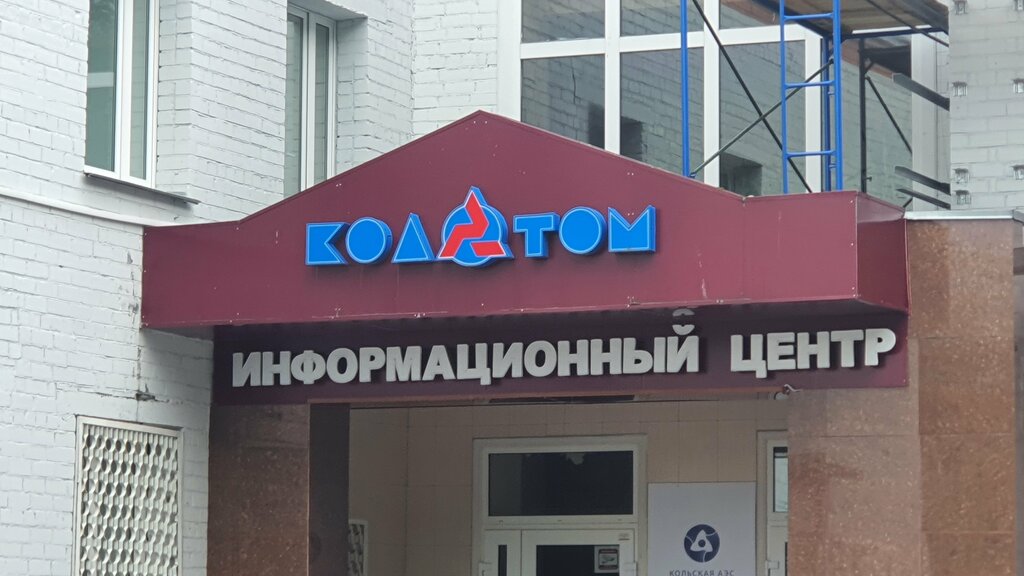 КОЛАТОМ
ИНФОРМАЦИОННЫЙ ЦЕНТР
КОЛЬСКАЯ АЭС